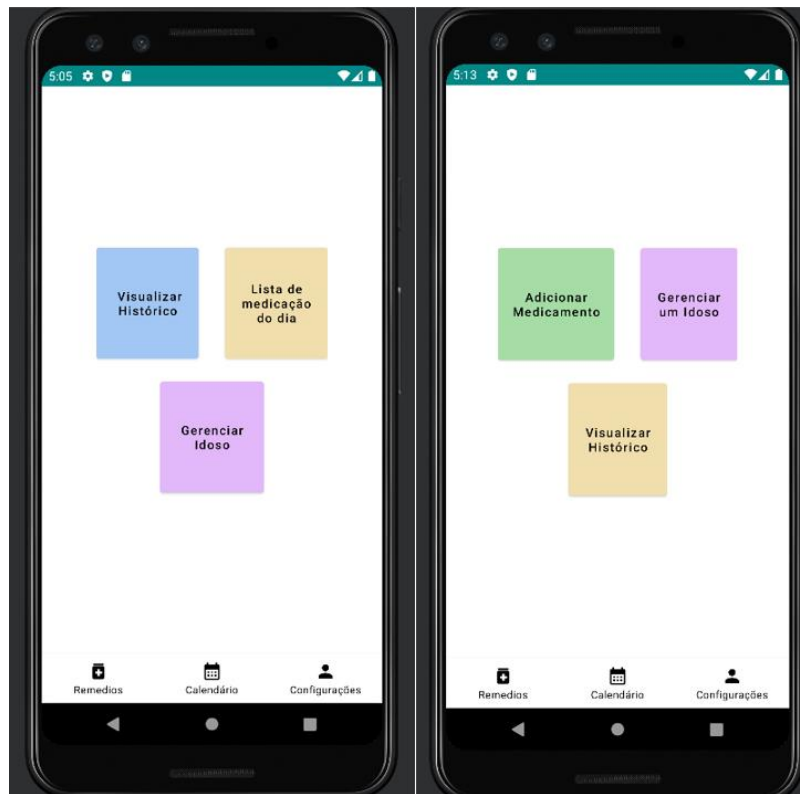 5:05
Visualizar
Histórico
Lista de
medicação
do dia
Gerenciar
Idoso
Remedios
Calendário
Configurações
5:13
Adicionar
Medicamento
Gerenciar
um Idoso
Visualizar
Histórico
Remedios
Calendário
Configurações